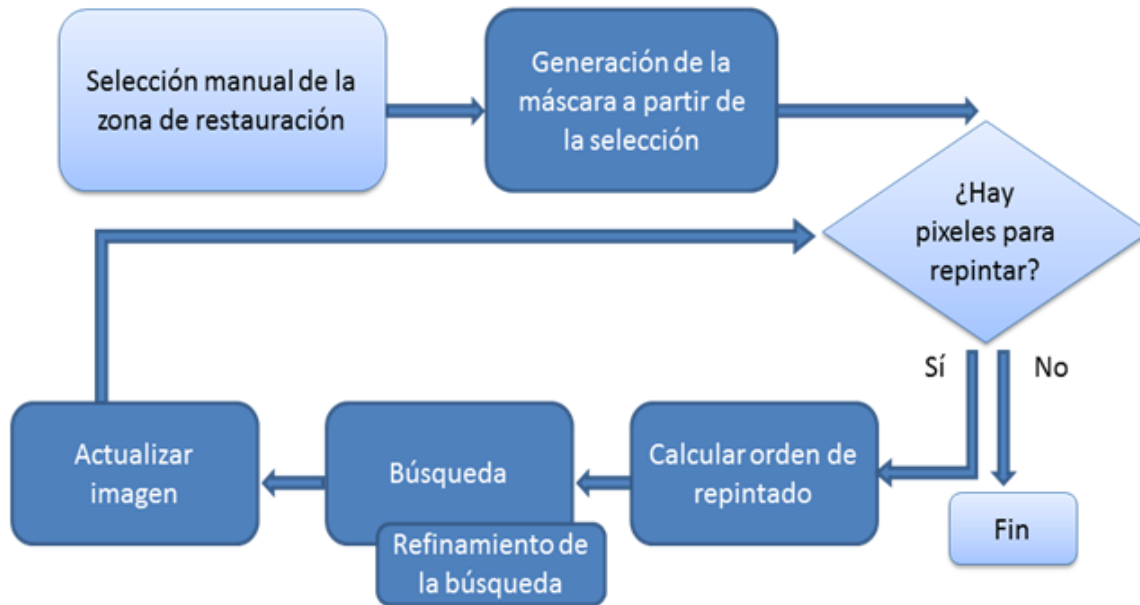 Selección manual de la
zona de restauración
Generación de la
máscara a partir de
la selección
¿Hay
pixeles para
repintar?
Sí
No
Calcular orden de
repintado
Búsqueda
Refinamiento de
la búsqueda
Actualizar
imagen
Fin